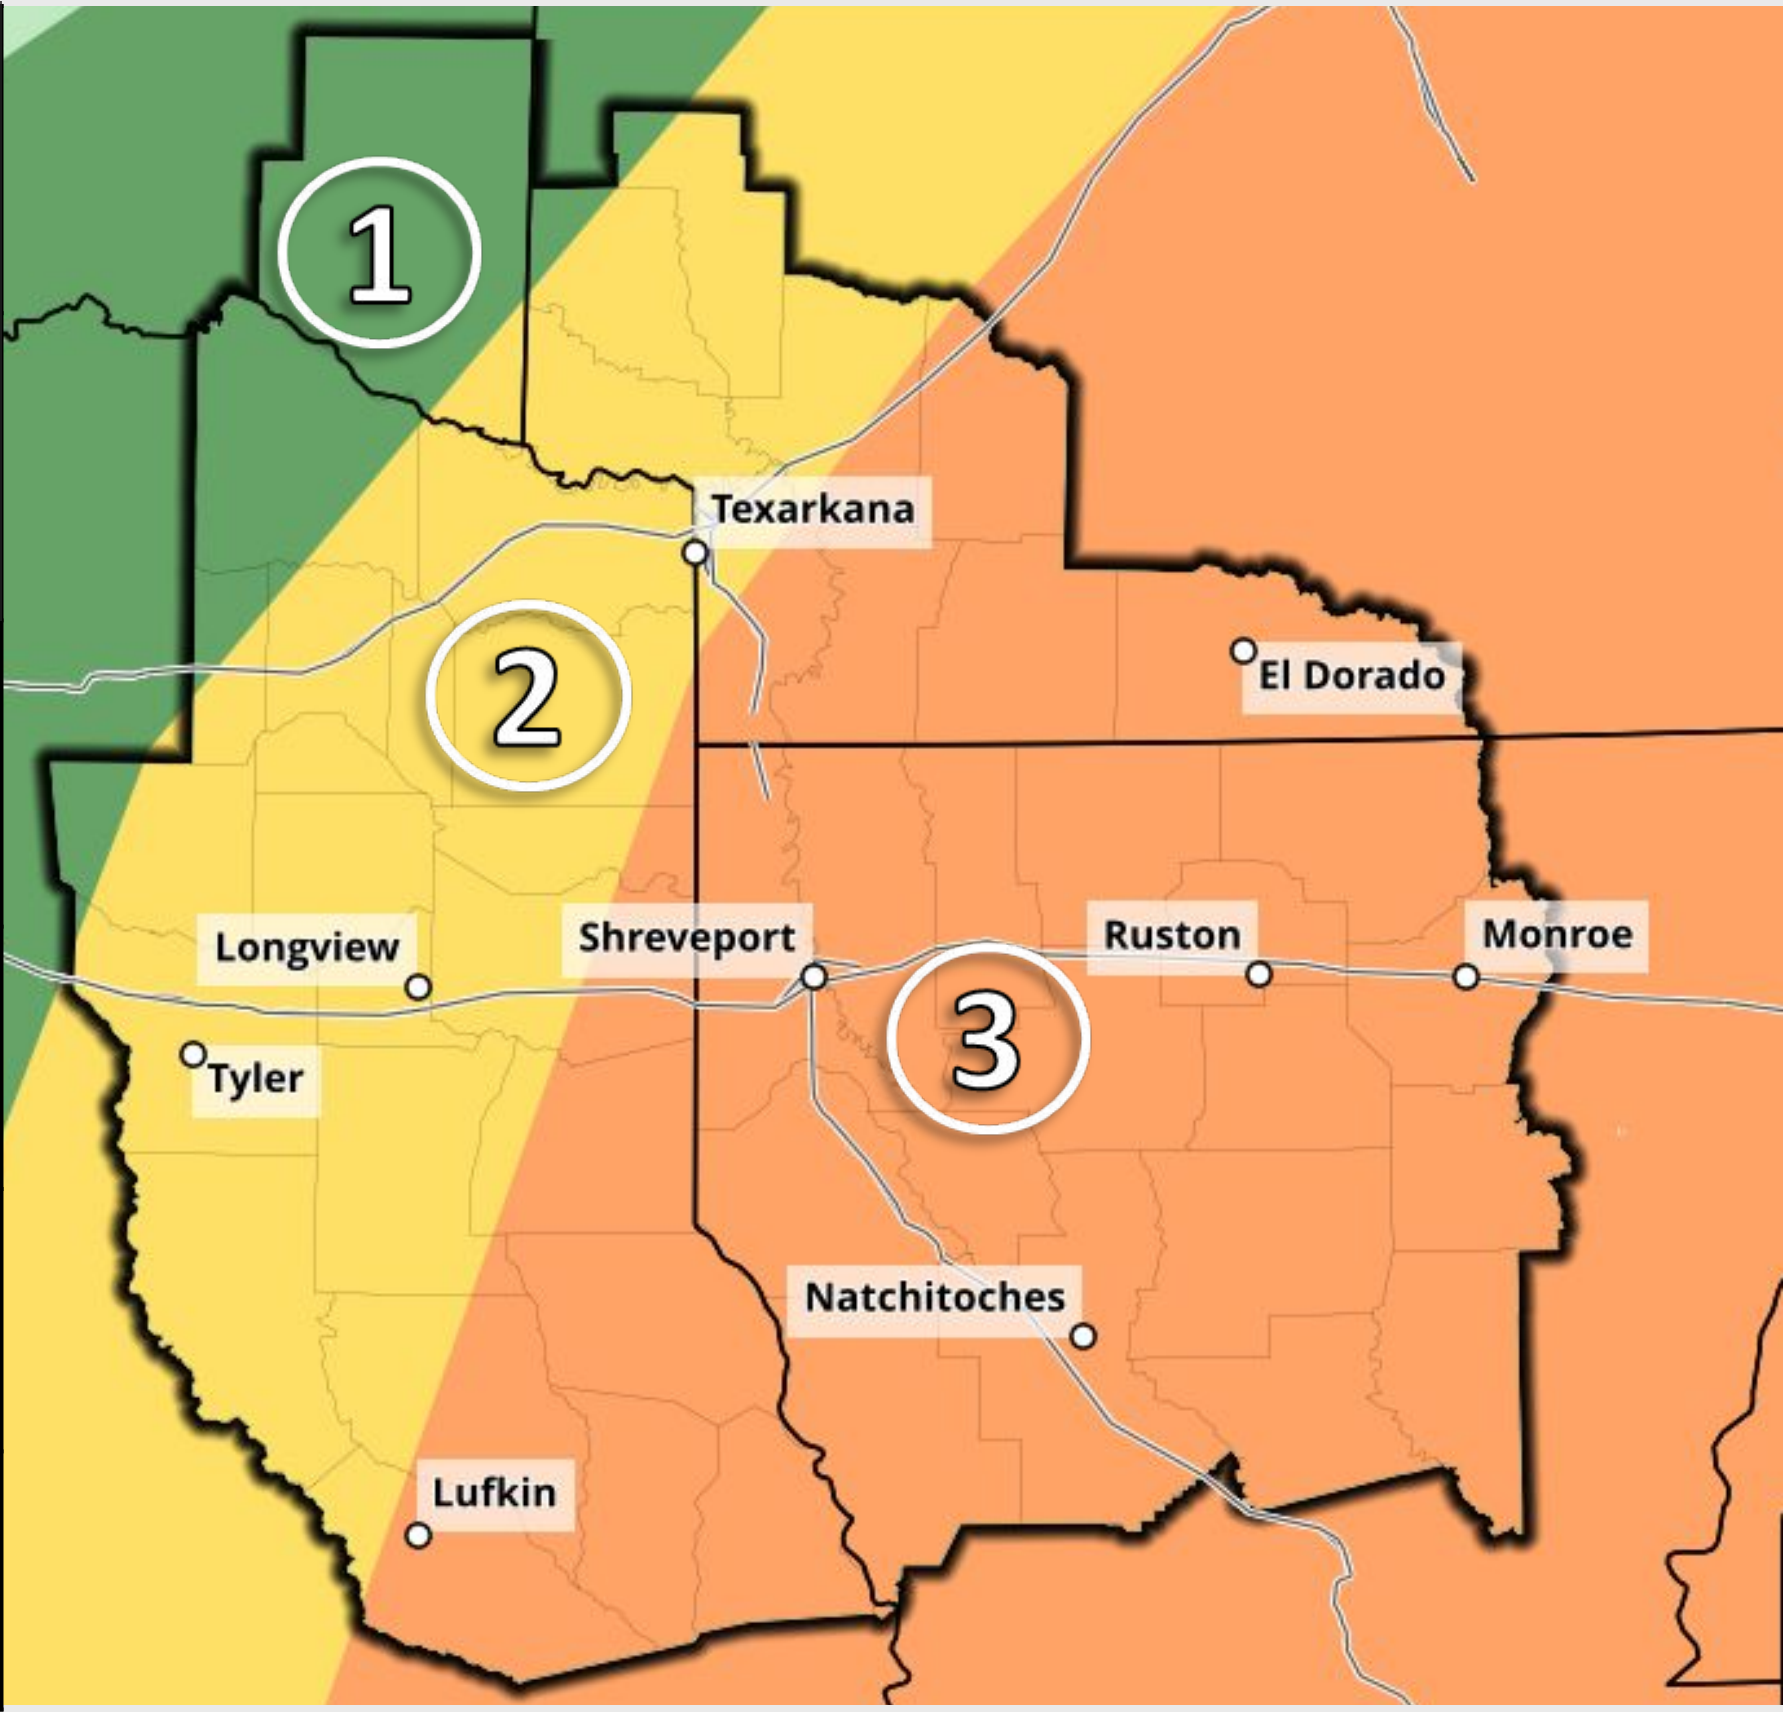 1
Texarkana
2
El Dorado
Longview
Shreveport
Ruston
Monroe
3
Tyler
Natchitoches
Lufkin